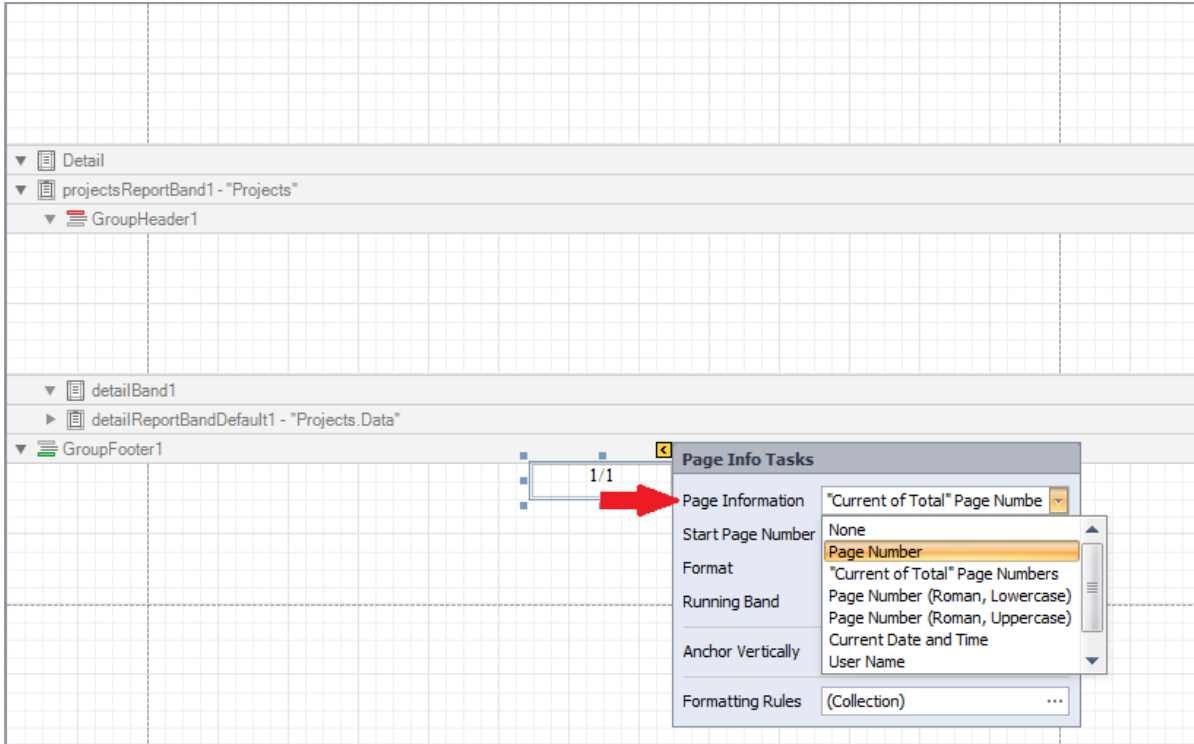 Detail
projectsReportBand1 - "Projects"
GroupHeader1
detailBand1
detailReportBandDefault1 - "Projects.Data"
GroupFooter1
1/1
Page Info Tasks
Page Information "Current of Total" Page Numbe
None
Start Page Number
Page Number
"Current of Total" Page Numbers
Format
Page Number (Roman, Lowercase)
Running Band
Page Number (Roman, Uppercase)
Current Date and Time
Anchor Vertically
User Name
Formatting Rules (Collection) ...